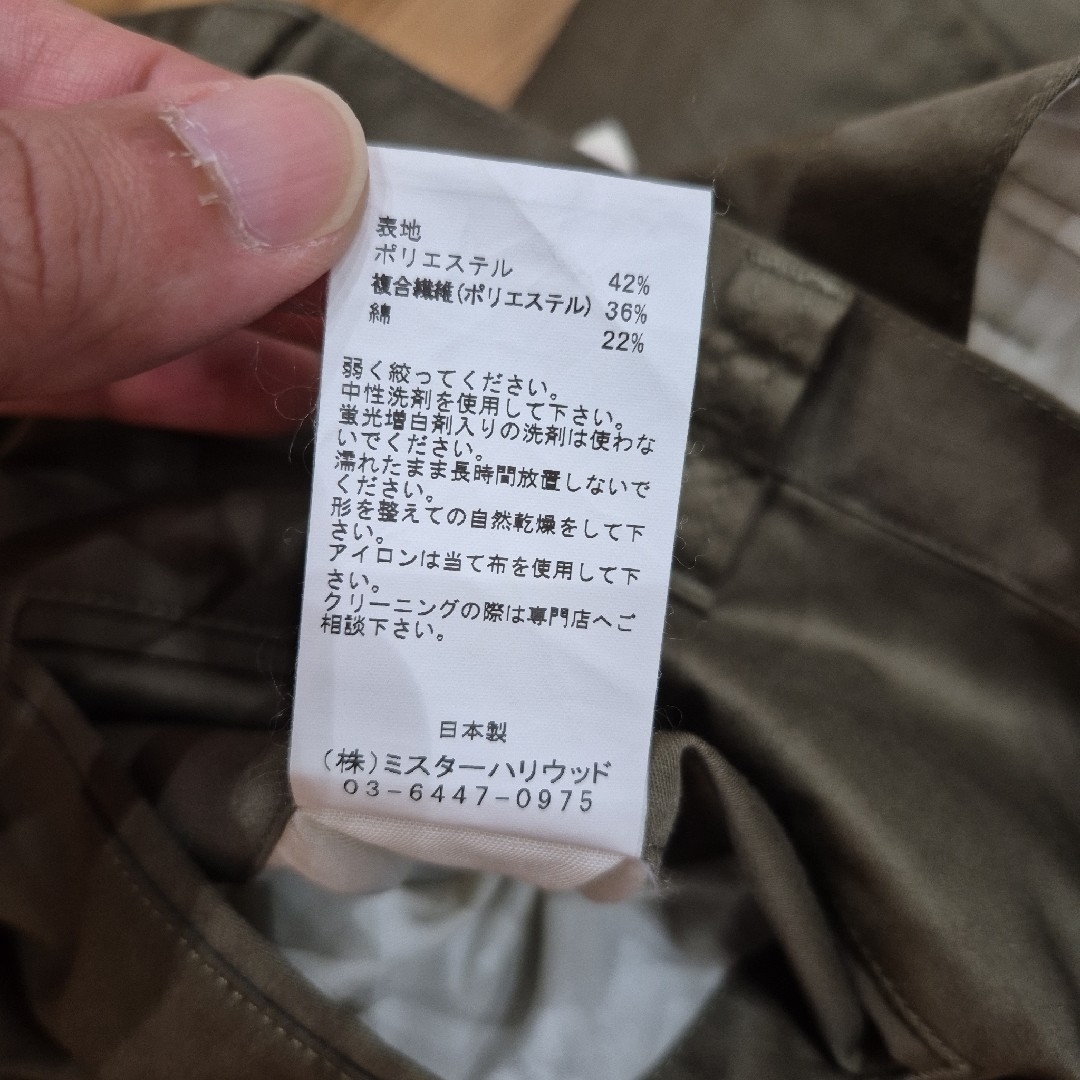 表地
ポリエステル 42%
複合繊維(ポリエステル) 36%
綿 22%
弱く絞ってください。
中性洗剤を使用して下さい。
蛍光増白剤入りの洗剤は使わな
いでください。
濡れたまま長時間放置しないで
ください。
形を整えての自然乾燥をして下
さい。
アイロンは当て布を使用して下
さい。
クリーニングの際は専門店へご
相談下さい。
日本製
(株)ミスターハリウッド
03-6447-0975